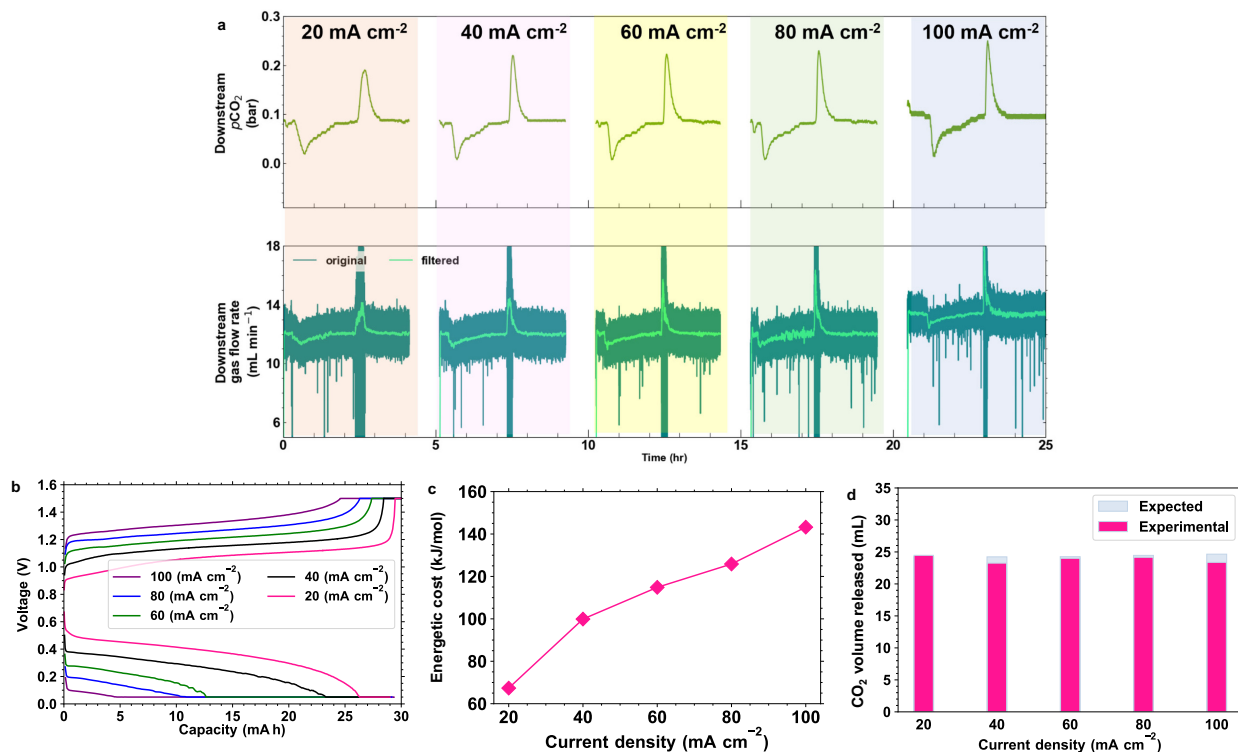 a
20 mA cm⁻²
40 mA cm⁻²
60 mA cm⁻²
80 mA cm⁻²
100 mA cm⁻²
Downstream
pCO₂
(bar)
0.3
0.2
0.1
0.0
original
filtered
Downstream
gas flow rate
(mL min⁻¹)
18
14
10
6
0
5
10
15
20
25
Time (hr)
b
Voltage (V)
1.6
1.4
1.2
1.0
0.8
0.6
0.4
0.2
0.0
100 (mA cm⁻²)
80 (mA cm⁻²)
60 (mA cm⁻²)
40 (mA cm⁻²)
20 (mA cm⁻²)
0
5
10
15
20
25
30
Capacity (mA h)
c
Energetic cost (kJ/mol)
160
140
120
100
80
60
20
40
60
80
100
Current density (mA cm⁻²)
d
CO₂ volume released (mL)
35
30
25
20
15
10
5
0
Expected
Experimental
20
40
60
80
100
Current density (mA cm⁻²)